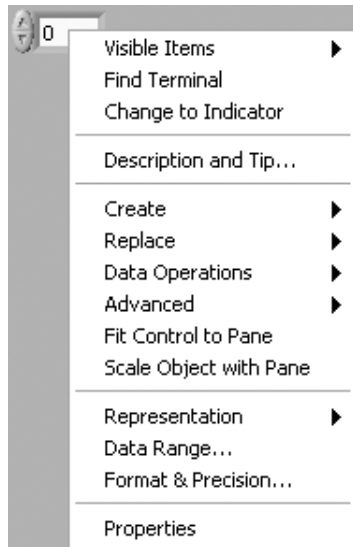 0
Visible Items
Find Terminal
Change to Indicator
Description and Tip...
Create
Replace
Data Operations
Advanced
Fit Control to Pane
Scale Object with Pane
Representation
Data Range...
Format & Precision...
Properties